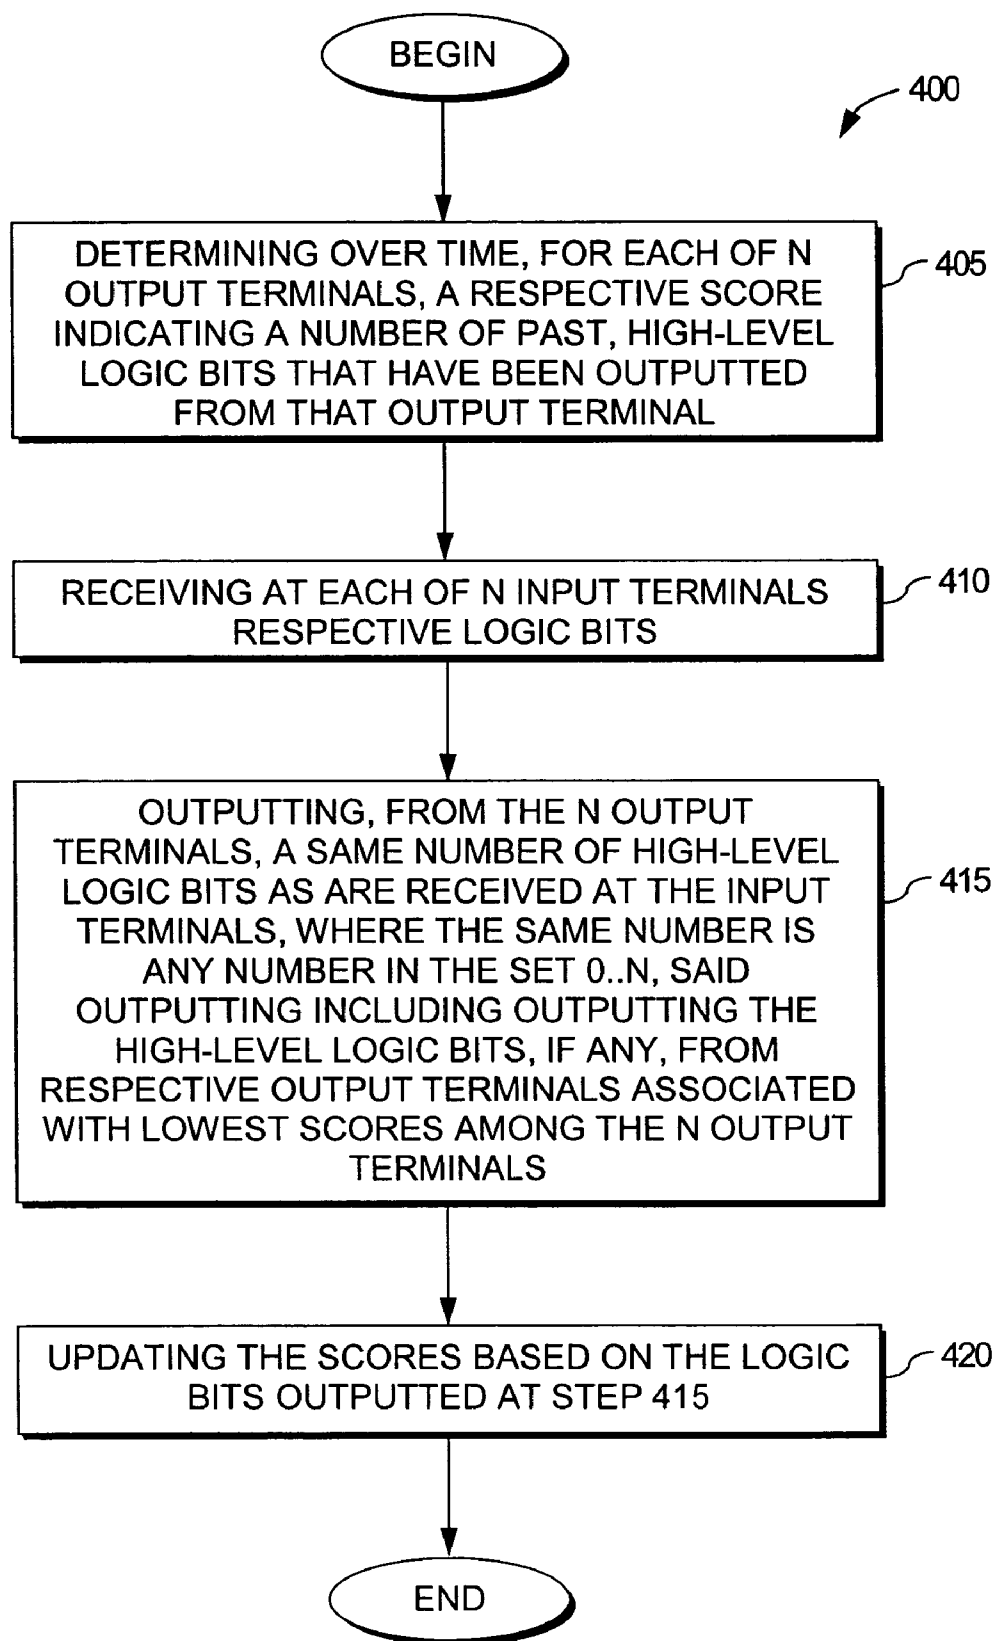 BEGIN
400
DETERMINING OVER TIME, FOR EACH OF N
OUTPUT TERMINALS, A RESPECTIVE SCORE
INDICATING A NUMBER OF PAST, HIGH-LEVEL
LOGIC BITS THAT HAVE BEEN OUTPUTTED
FROM THAT OUTPUT TERMINAL
405
RECEIVING AT EACH OF N INPUT TERMINALS
RESPECTIVE LOGIC BITS
410
OUTPUTTING, FROM THE N OUTPUT
TERMINALS, A SAME NUMBER OF HIGH-LEVEL
LOGIC BITS AS ARE RECEIVED AT THE INPUT
TERMINALS, WHERE THE SAME NUMBER IS
ANY NUMBER IN THE SET 0..N, SAID
OUTPUTTING INCLUDING OUTPUTTING THE
HIGH-LEVEL LOGIC BITS, IF ANY, FROM
RESPECTIVE OUTPUT TERMINALS ASSOCIATED
WITH LOWEST SCORES AMONG THE N OUTPUT
TERMINALS
415
UPDATING THE SCORES BASED ON THE LOGIC
BITS OUTPUTTED AT STEP 415
420
END